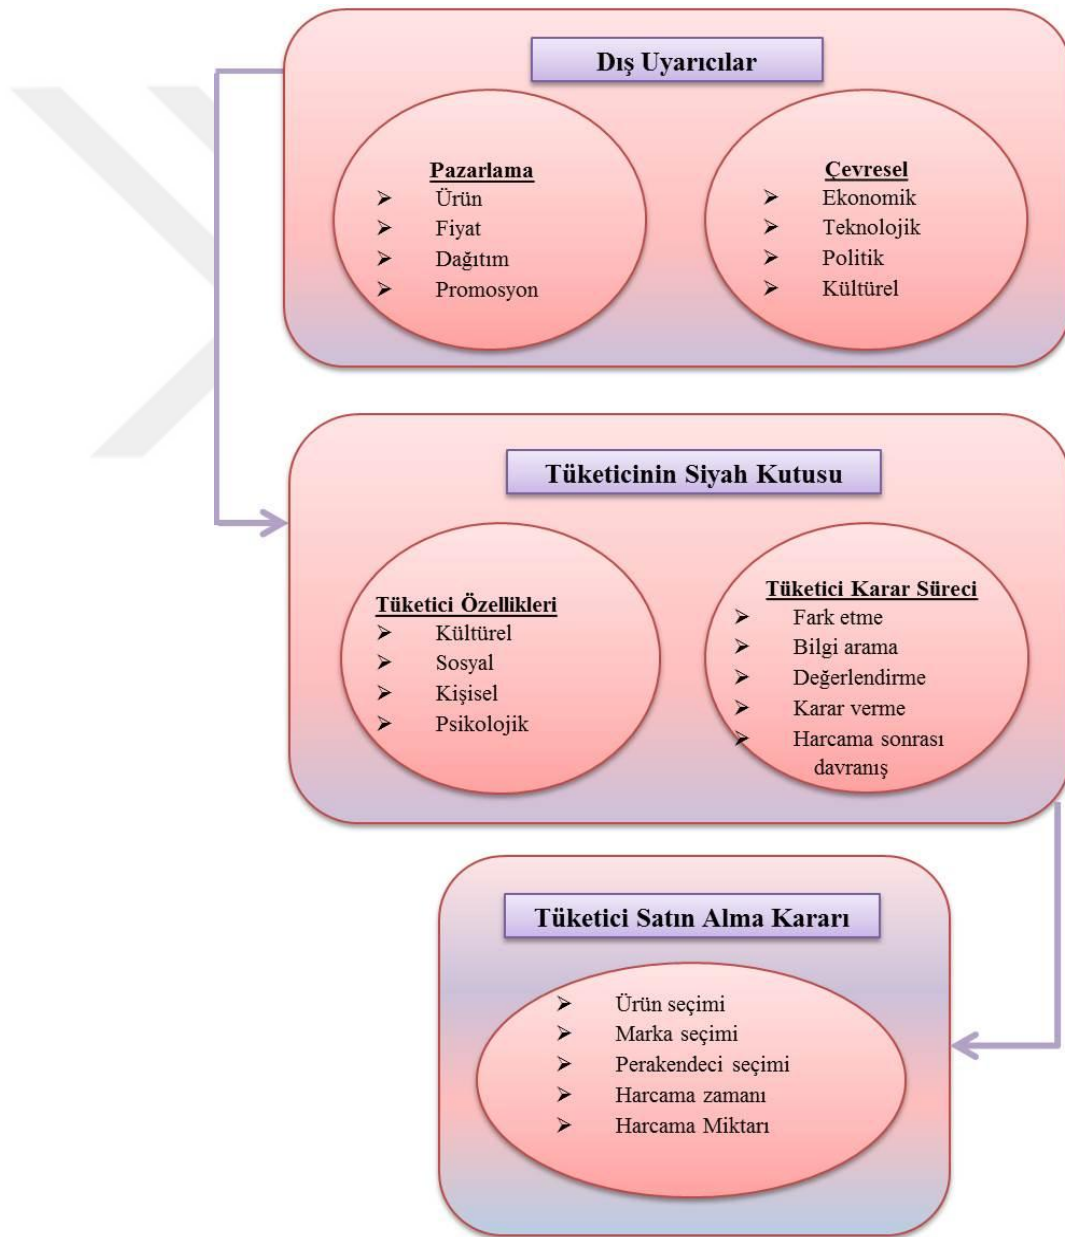 Dış Uyarıcılar
Pazarlama
Ürün
Fiyat
Dağıtım
Promosyon
Çevresel
Ekonomik
Teknolojik
Politik
Kültürel
Tüketicinin Siyah Kutusu
Tüketici Özellikleri
Kültürel
Sosyal
Kişisel
Psikolojik
Tüketici Karar Süreci
Fark etme
Bilgi arama
Değerlendirme
Karar verme
Harcama sonrası
davranış
Tüketici Satın Alma Kararı
Ürün seçimi
Marka seçimi
Perakendeci seçimi
Harcama zamanı
Harcama Miktarı